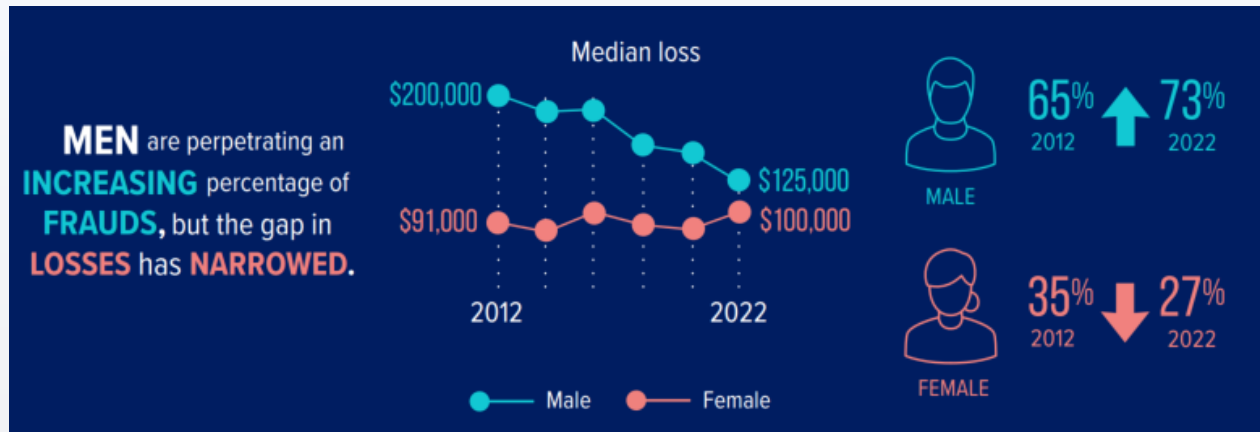 MEN are perpetrating an
INCREASING percentage of
FRAUDS, but the gap in
LOSSES has NARROWED.
Median loss
$200,000
$125,000
$91,000
$100,000
2012
2022
Male
Female
65%
2012
73%
2022
MALE
35%
2012
27%
2022
FEMALE